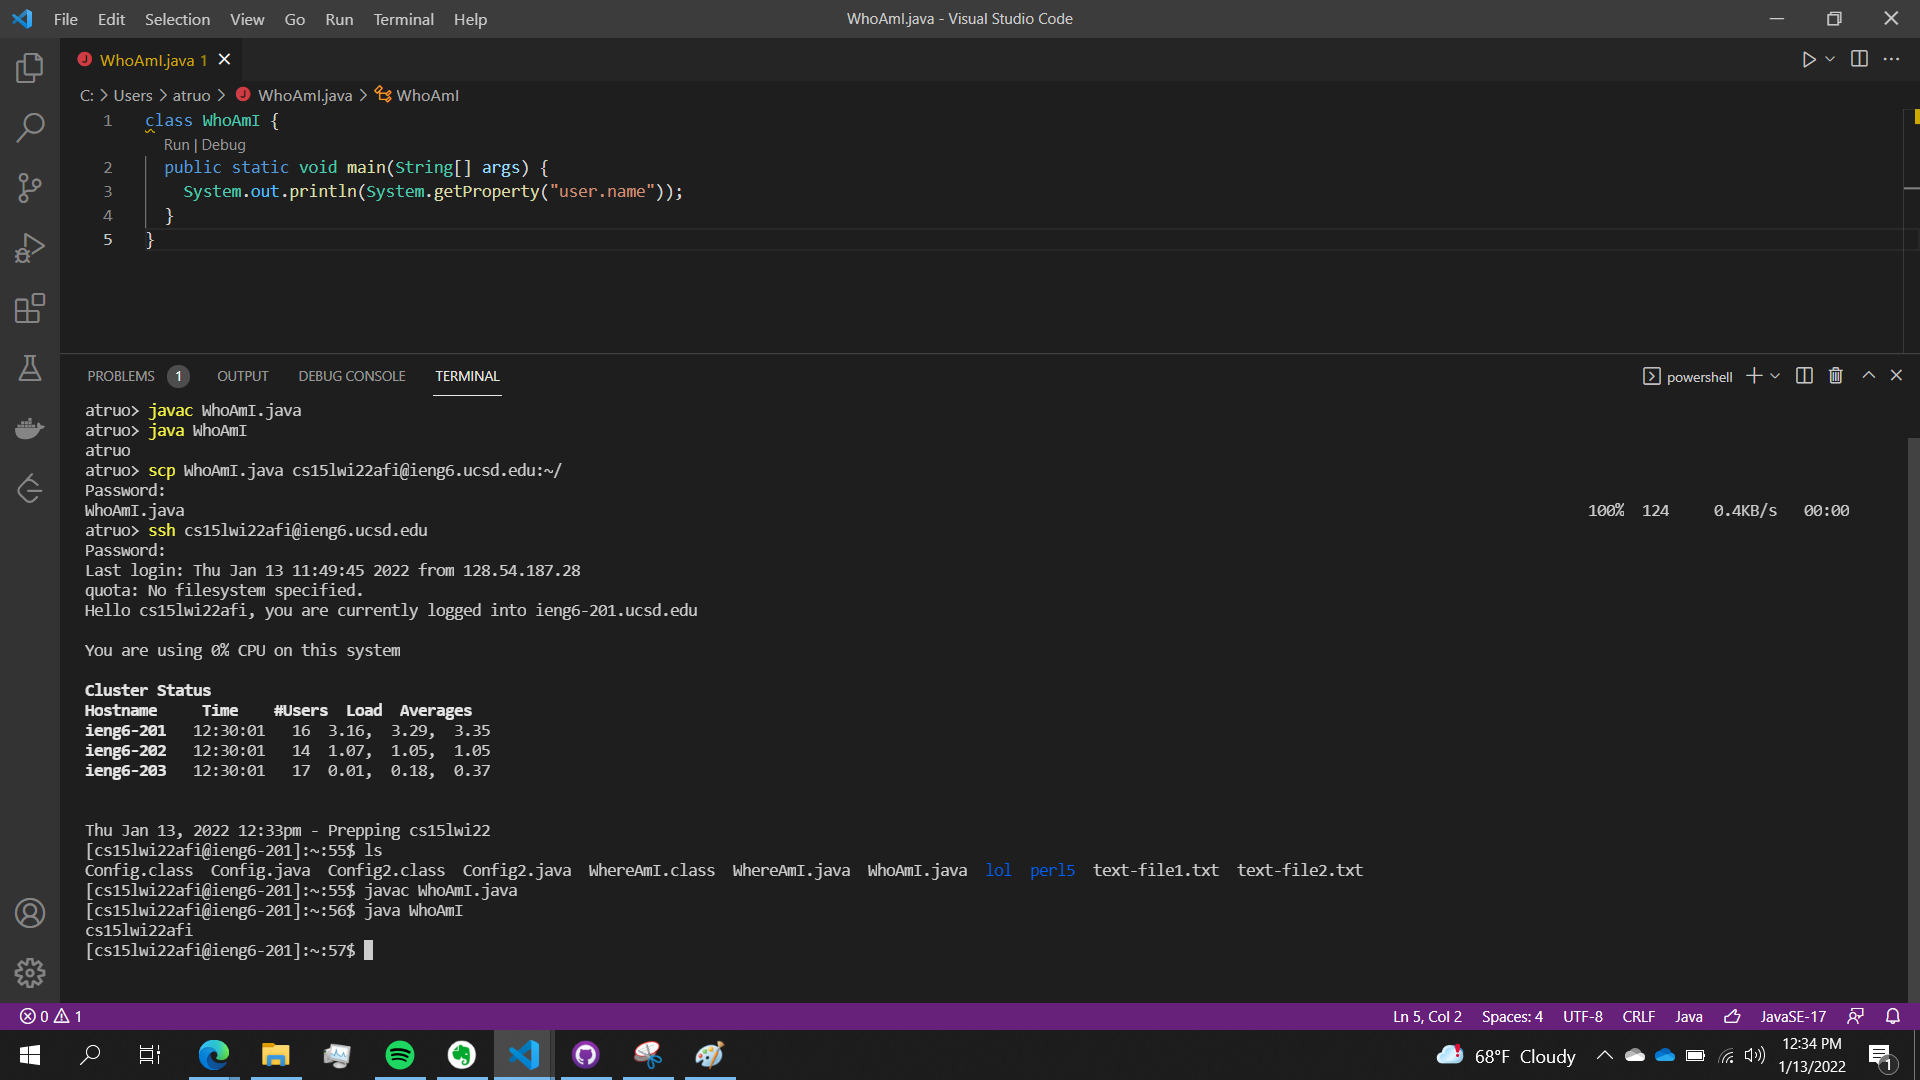 File Edit Selection View Go Run Terminal Help
WhoAmI.java - Visual Studio Code
WhoAmI.java 1
C: > Users > atruo > WhoAmI.java > WhoAmI
1 class WhoAmI {
Run | Debug
2 public static void main(String[] args) {
3 System.out.println(System.getProperty("user.name"));
4 }
5 }
PROBLEMS 1 OUTPUT DEBUG CONSOLE TERMINAL
powershell
atruo> javac WhoAmI.java
atruo> java WhoAmI
atruo
atruo> scp WhoAmI.java cs15lwi22afi@ieng6.ucsd.edu:~/
Password:
WhoAmI.java 100% 124 0.4KB/s 00:00
atruo> ssh cs15lwi22afi@ieng6.ucsd.edu
Password:
Last login: Thu Jan 13 11:49:45 2022 from 128.54.187.28
quota: No filesystem specified.
Hello cs15lwi22afi, you are currently logged into ieng6-201.ucsd.edu
You are using 0% CPU on this system
Cluster Status
Hostname Time #Users Load Averages
ieng6-201 12:30:01 16 3.16, 3.29, 3.35
ieng6-202 12:30:01 14 1.07, 1.05, 1.05
ieng6-203 12:30:01 17 0.01, 0.18, 0.37
Thu Jan 13, 2022 12:33pm - Prepping cs15lwi22
[cs15lwi22afi@ieng6-201]:~:55$ ls
Config.class Config.java Config2.class Config2.java WhereAmI.class WhereAmI.java WhoAmI.java lol perl5 text-file1.txt text-file2.txt
[cs15lwi22afi@ieng6-201]:~:55$ javac WhoAmI.java
[cs15lwi22afi@ieng6-201]:~:56$ java WhoAmI
cs15lwi22afi
[cs15lwi22afi@ieng6-201]:~:57$
0 1
Ln 5, Col 2 Spaces: 4 UTF-8 CRLF Java JavaSE-17
68°F Cloudy
12:34 PM
1/13/2022
1